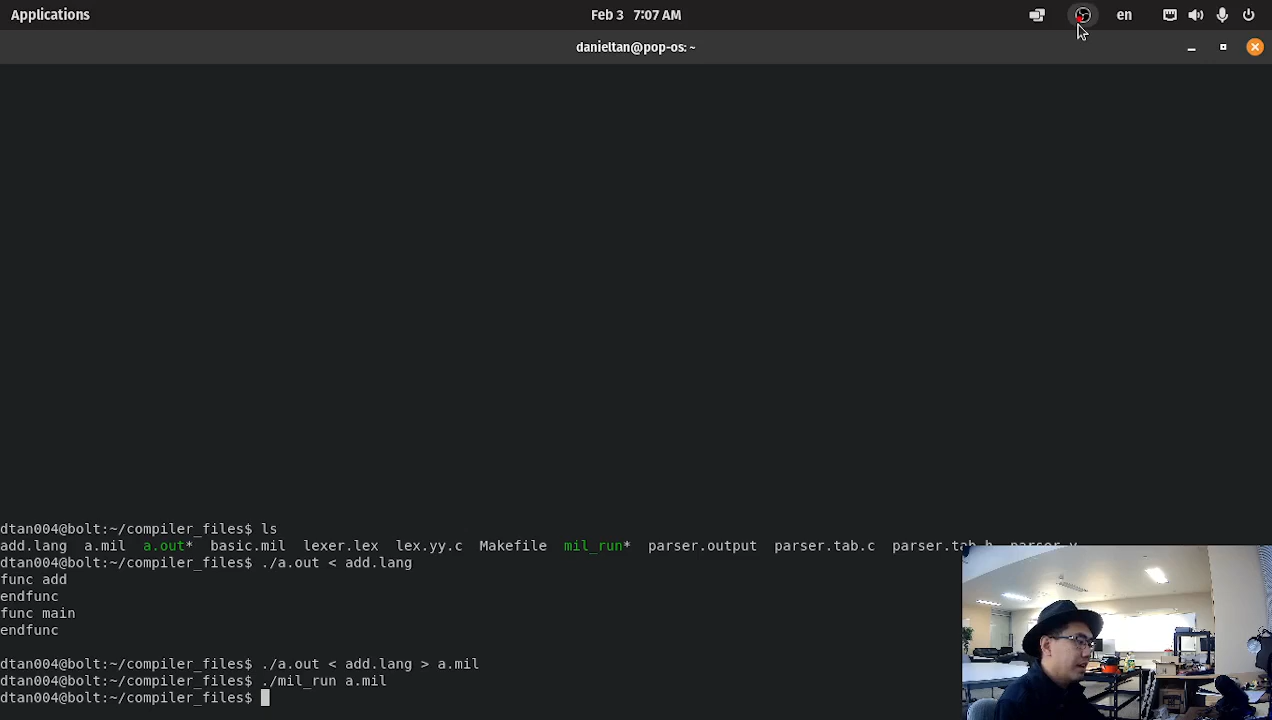 Applications
Feb 3 7:07 AM
en
danieltan@pop-os: ~
dtan004@bolt:~/compiler_files$ ls
add.lang a.mil a.out* basic.mil lexer.lex lex.yy.c Makefile mil_run* parser.output parser.tab.c parser.tab.h parser.y
dtan004@bolt:~/compiler_files$ ./a.out < add.lang
func add
endfunc
func main
endfunc
dtan004@bolt:~/compiler_files$ ./a.out < add.lang > a.mil
dtan004@bolt:~/compiler_files$ ./mil_run a.mil
dtan004@bolt:~/compiler_files$